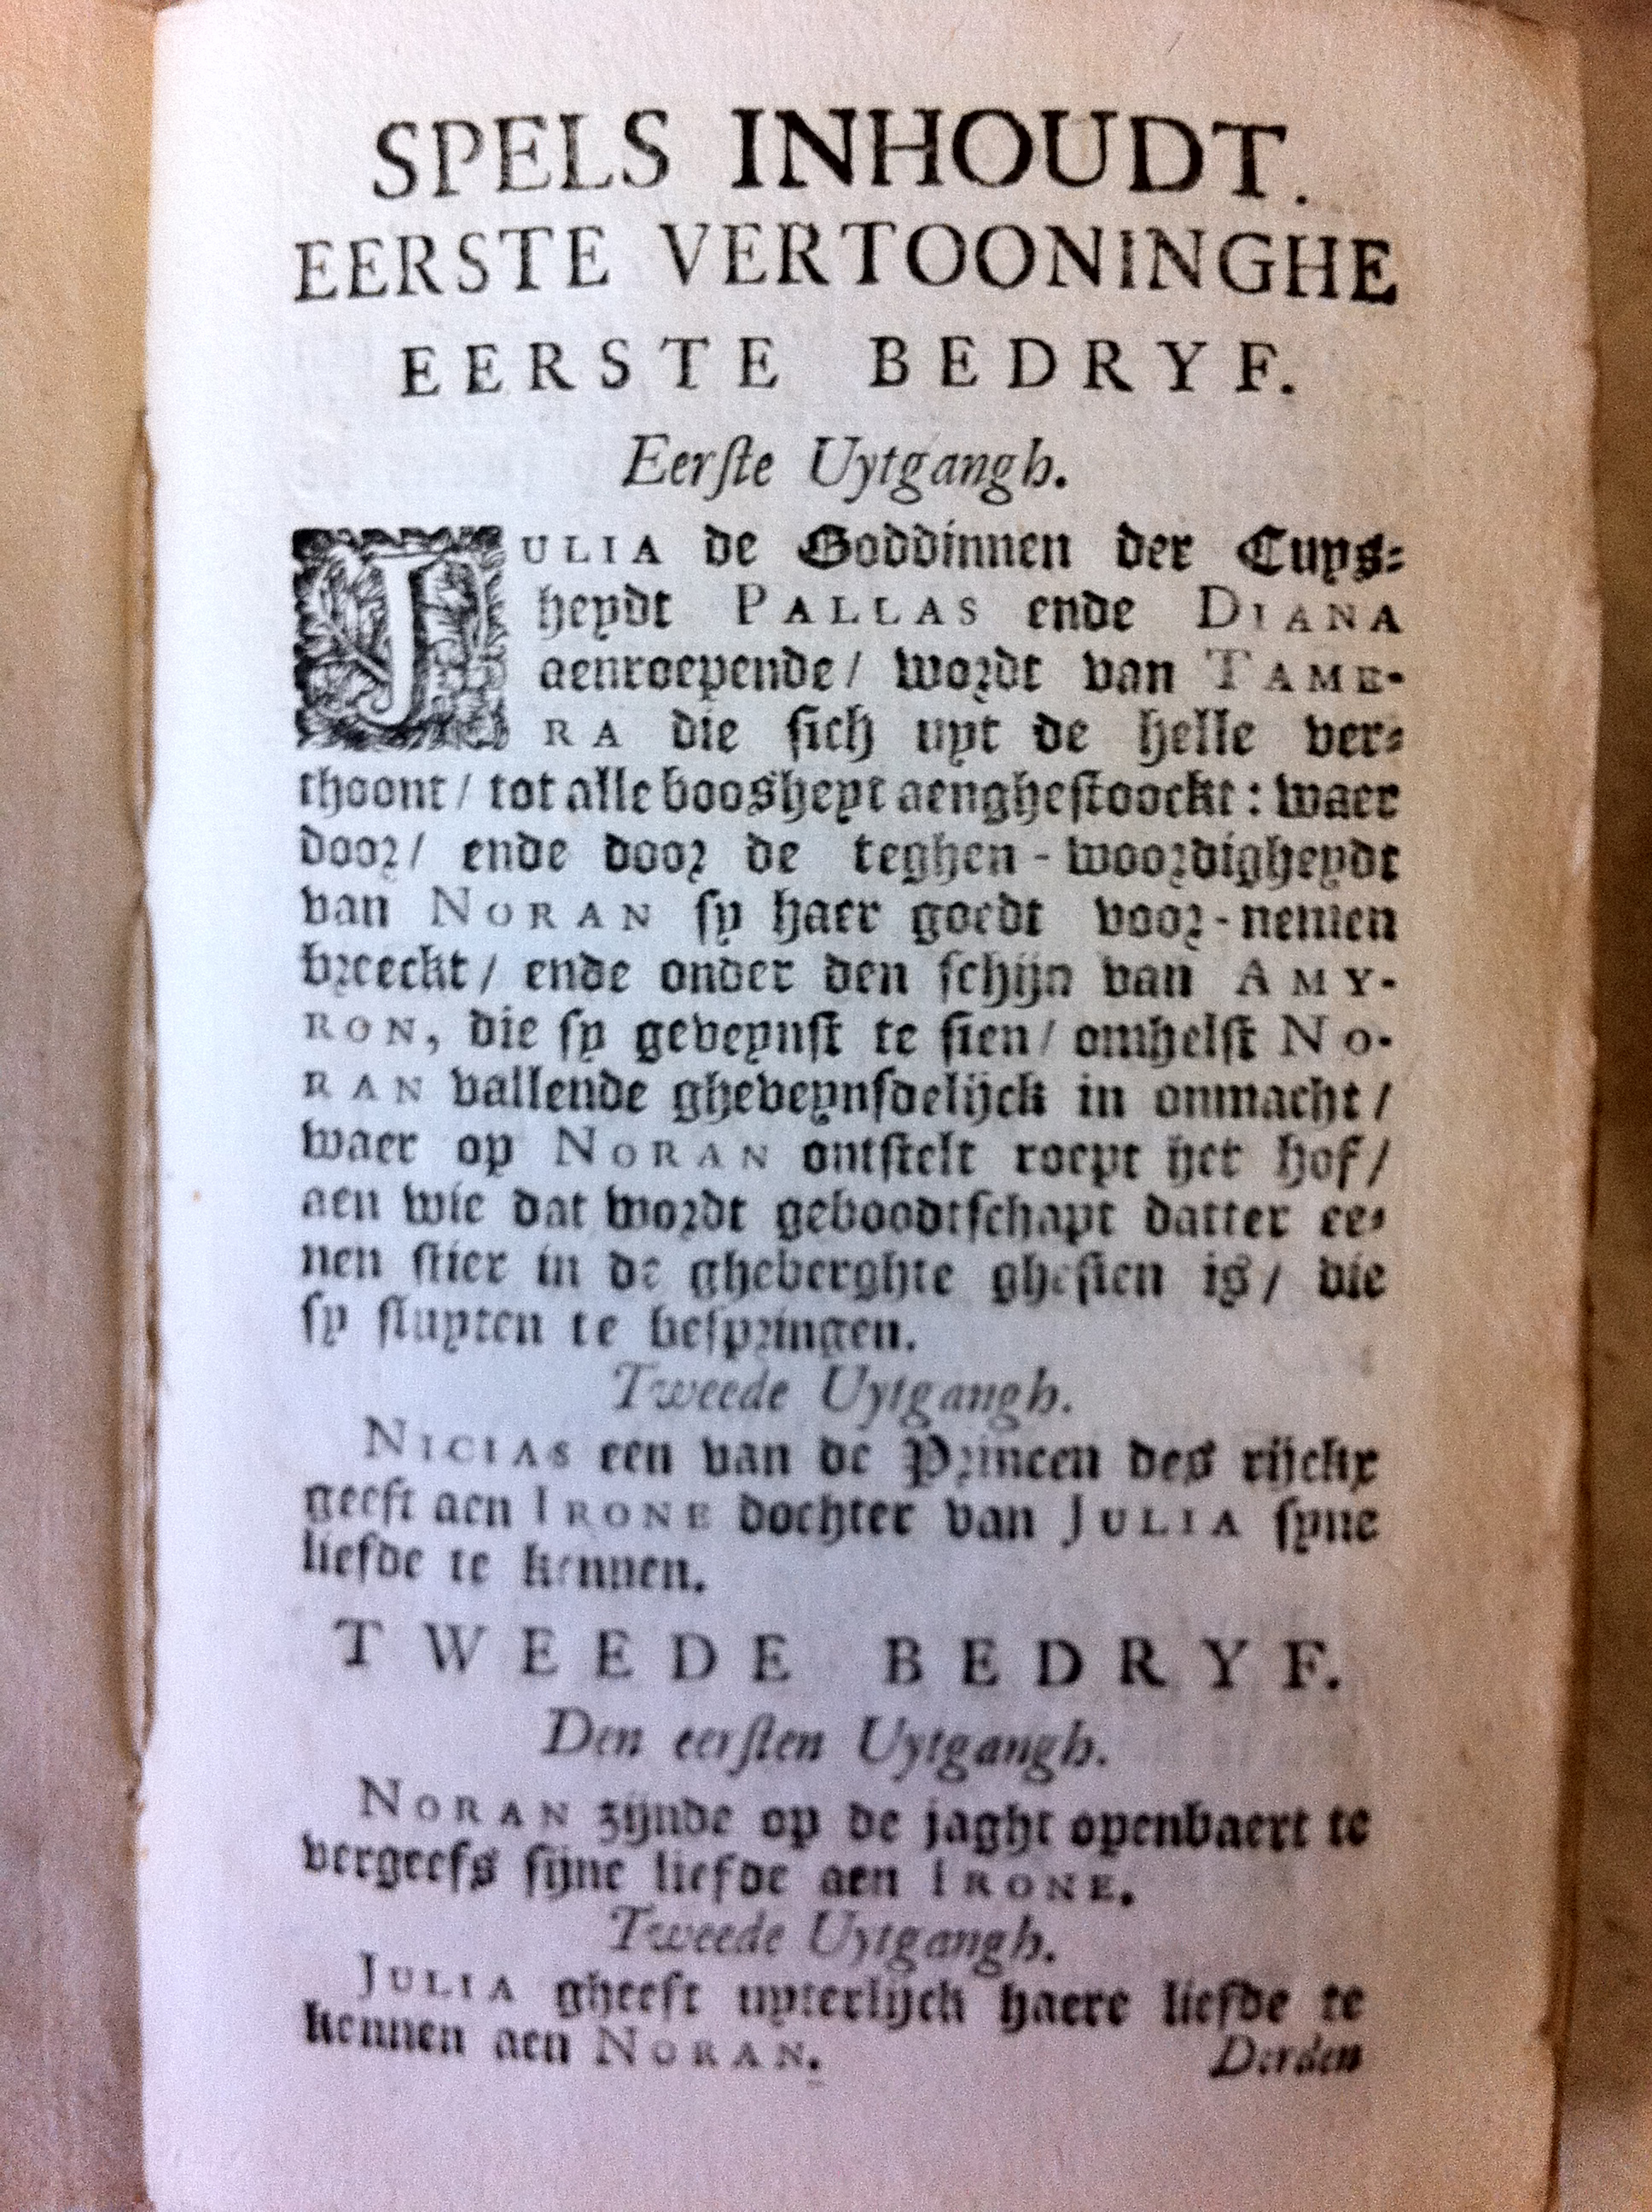 SPELS INHOUDT.
EERSTE VERTOONINGHE
EERSTE BEDRYF.
Eerſte Uytgangh.
JULIA de Goddinnen der Cuys-
heydt PALLAS ende DIANA
aenroepende / wordt van TAME-
RA die ſich uyt de helle ver-
thoont / tot alle boosheyt aengheſtoockt : waer
door / ende door de teghen-woordigheydt
van NORAN ſy haer goedt voor-nemen
breeckt / ende onder den ſchijn van AMY-
RON, die ſy geveynſt te ſien / omhelſt NO-
RAN vallende gheveynſdelijck in onmacht /
waer op NORAN ontſtelt roept het hof /
aen wie dat wordt geboodtſchapt datter ee-
nen ſtier in de gheberghte gheſien is / die
ſy ſluyten te beſpringen.
Tweede Uytgangh.
NICIAS een van de Princen des rijckx
geeft aen IRONE dochter van JULIA ſyne
liefde te kennen.
TWEEDE BEDRYF.
Den eerſten Uytgangh.
NORAN zijnde op de jaght openbaert te
vergeefs ſijne liefde aen IRONE.
Tweede Uytgangh.
JULIA gheeft uyterlijck haere liefde te
kennen aen NORAN.
Derden